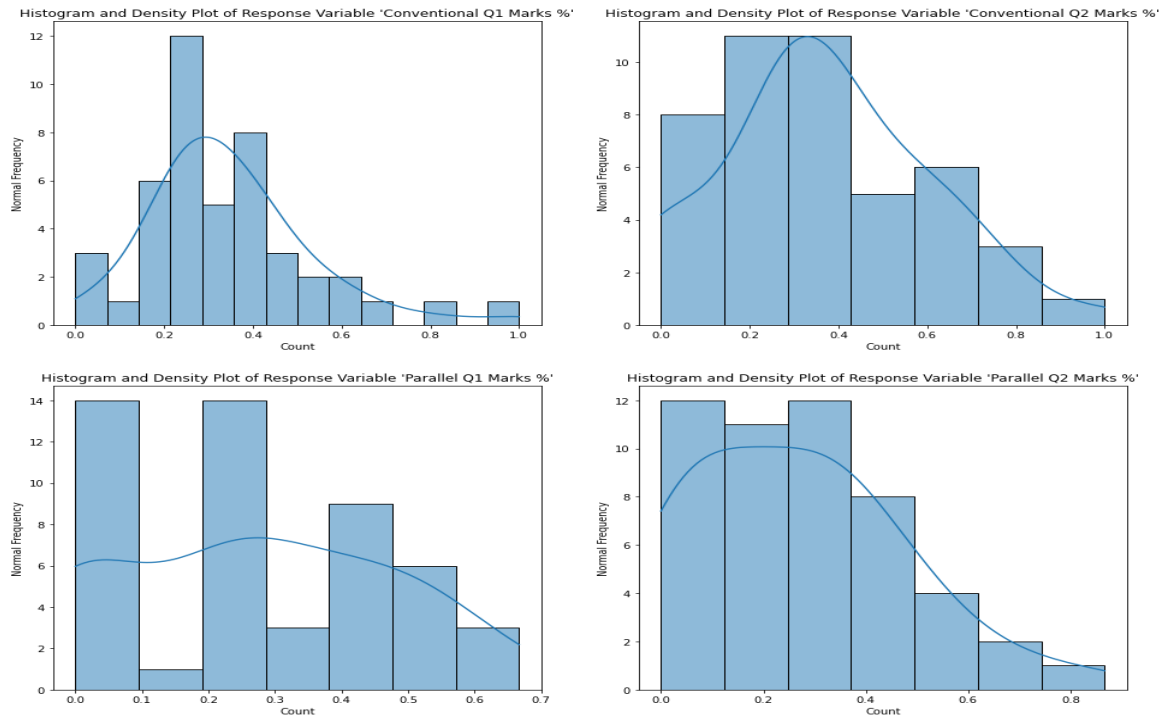 Histogram and Density Plot of Response Variable 'Conventional Q1 Marks %'
12
10
8
6
4
2
0
Normal Frequency
0.0 0.2 0.4 0.6 0.8 1.0
Count
Histogram and Density Plot of Response Variable 'Conventional Q2 Marks %'
10
8
6
4
2
0
Normal Frequency
0.0 0.2 0.4 0.6 0.8 1.0
Count
Histogram and Density Plot of Response Variable 'Parallel Q1 Marks %'
14
12
10
8
6
4
2
0
Normal Frequency
0.0 0.1 0.2 0.3 0.4 0.5 0.6 0.7
Count
Histogram and Density Plot of Response Variable 'Parallel Q2 Marks %'
12
10
8
6
4
2
0
Normal Frequency
0.0 0.2 0.4 0.6 0.8
Count